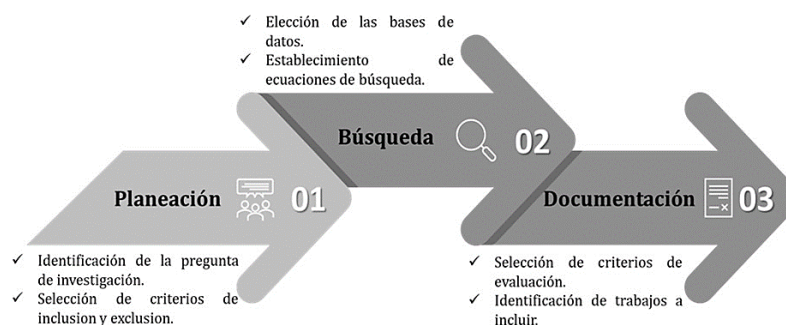 ✓ Elección de las bases de
datos.
✓ Establecimiento de
ecuaciones de búsqueda.
Búsqueda 02
Planeación 01
Documentación 03
✓ Identificación de la pregunta
de investigación.
✓ Selección de criterios de
inclusion y exclusion.
✓ Selección de criterios de
evaluación.
✓ Identificación de trabajos a
incluir.